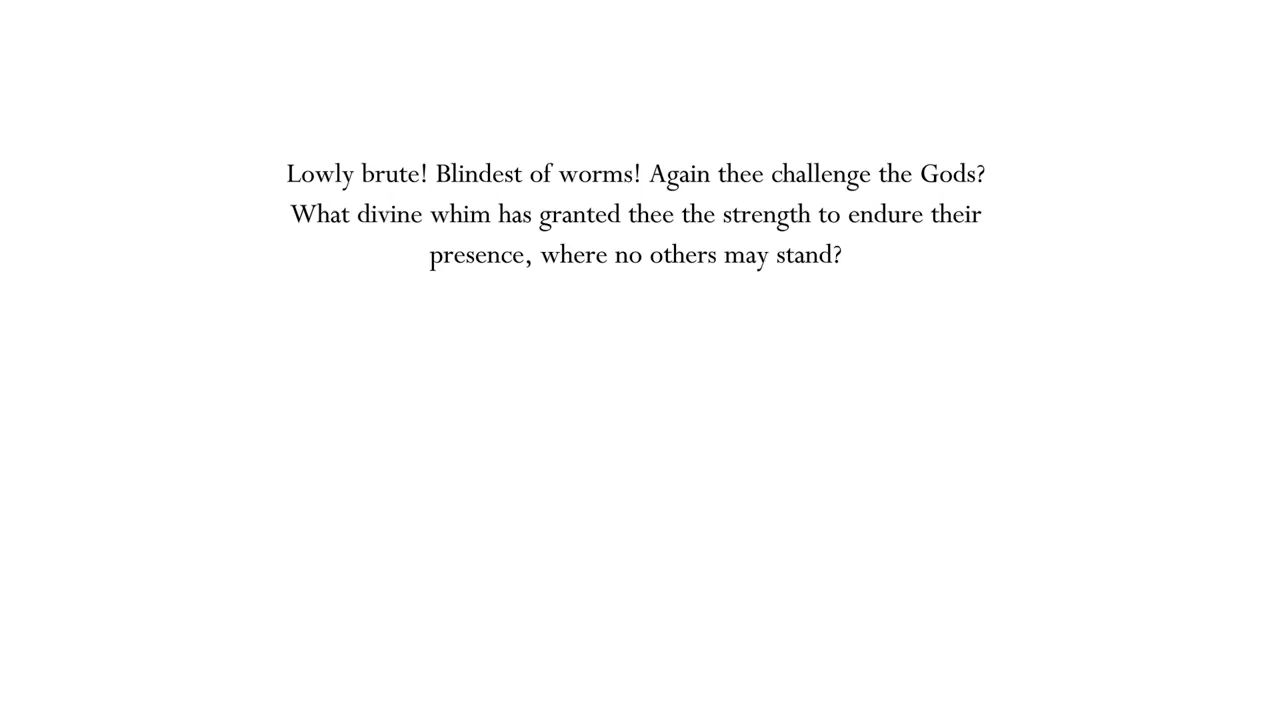 Lowly brute! Blindest of worms! Again thee challenge the Gods?
What divine whim has granted thee the strength to endure their
presence, where no others may stand?